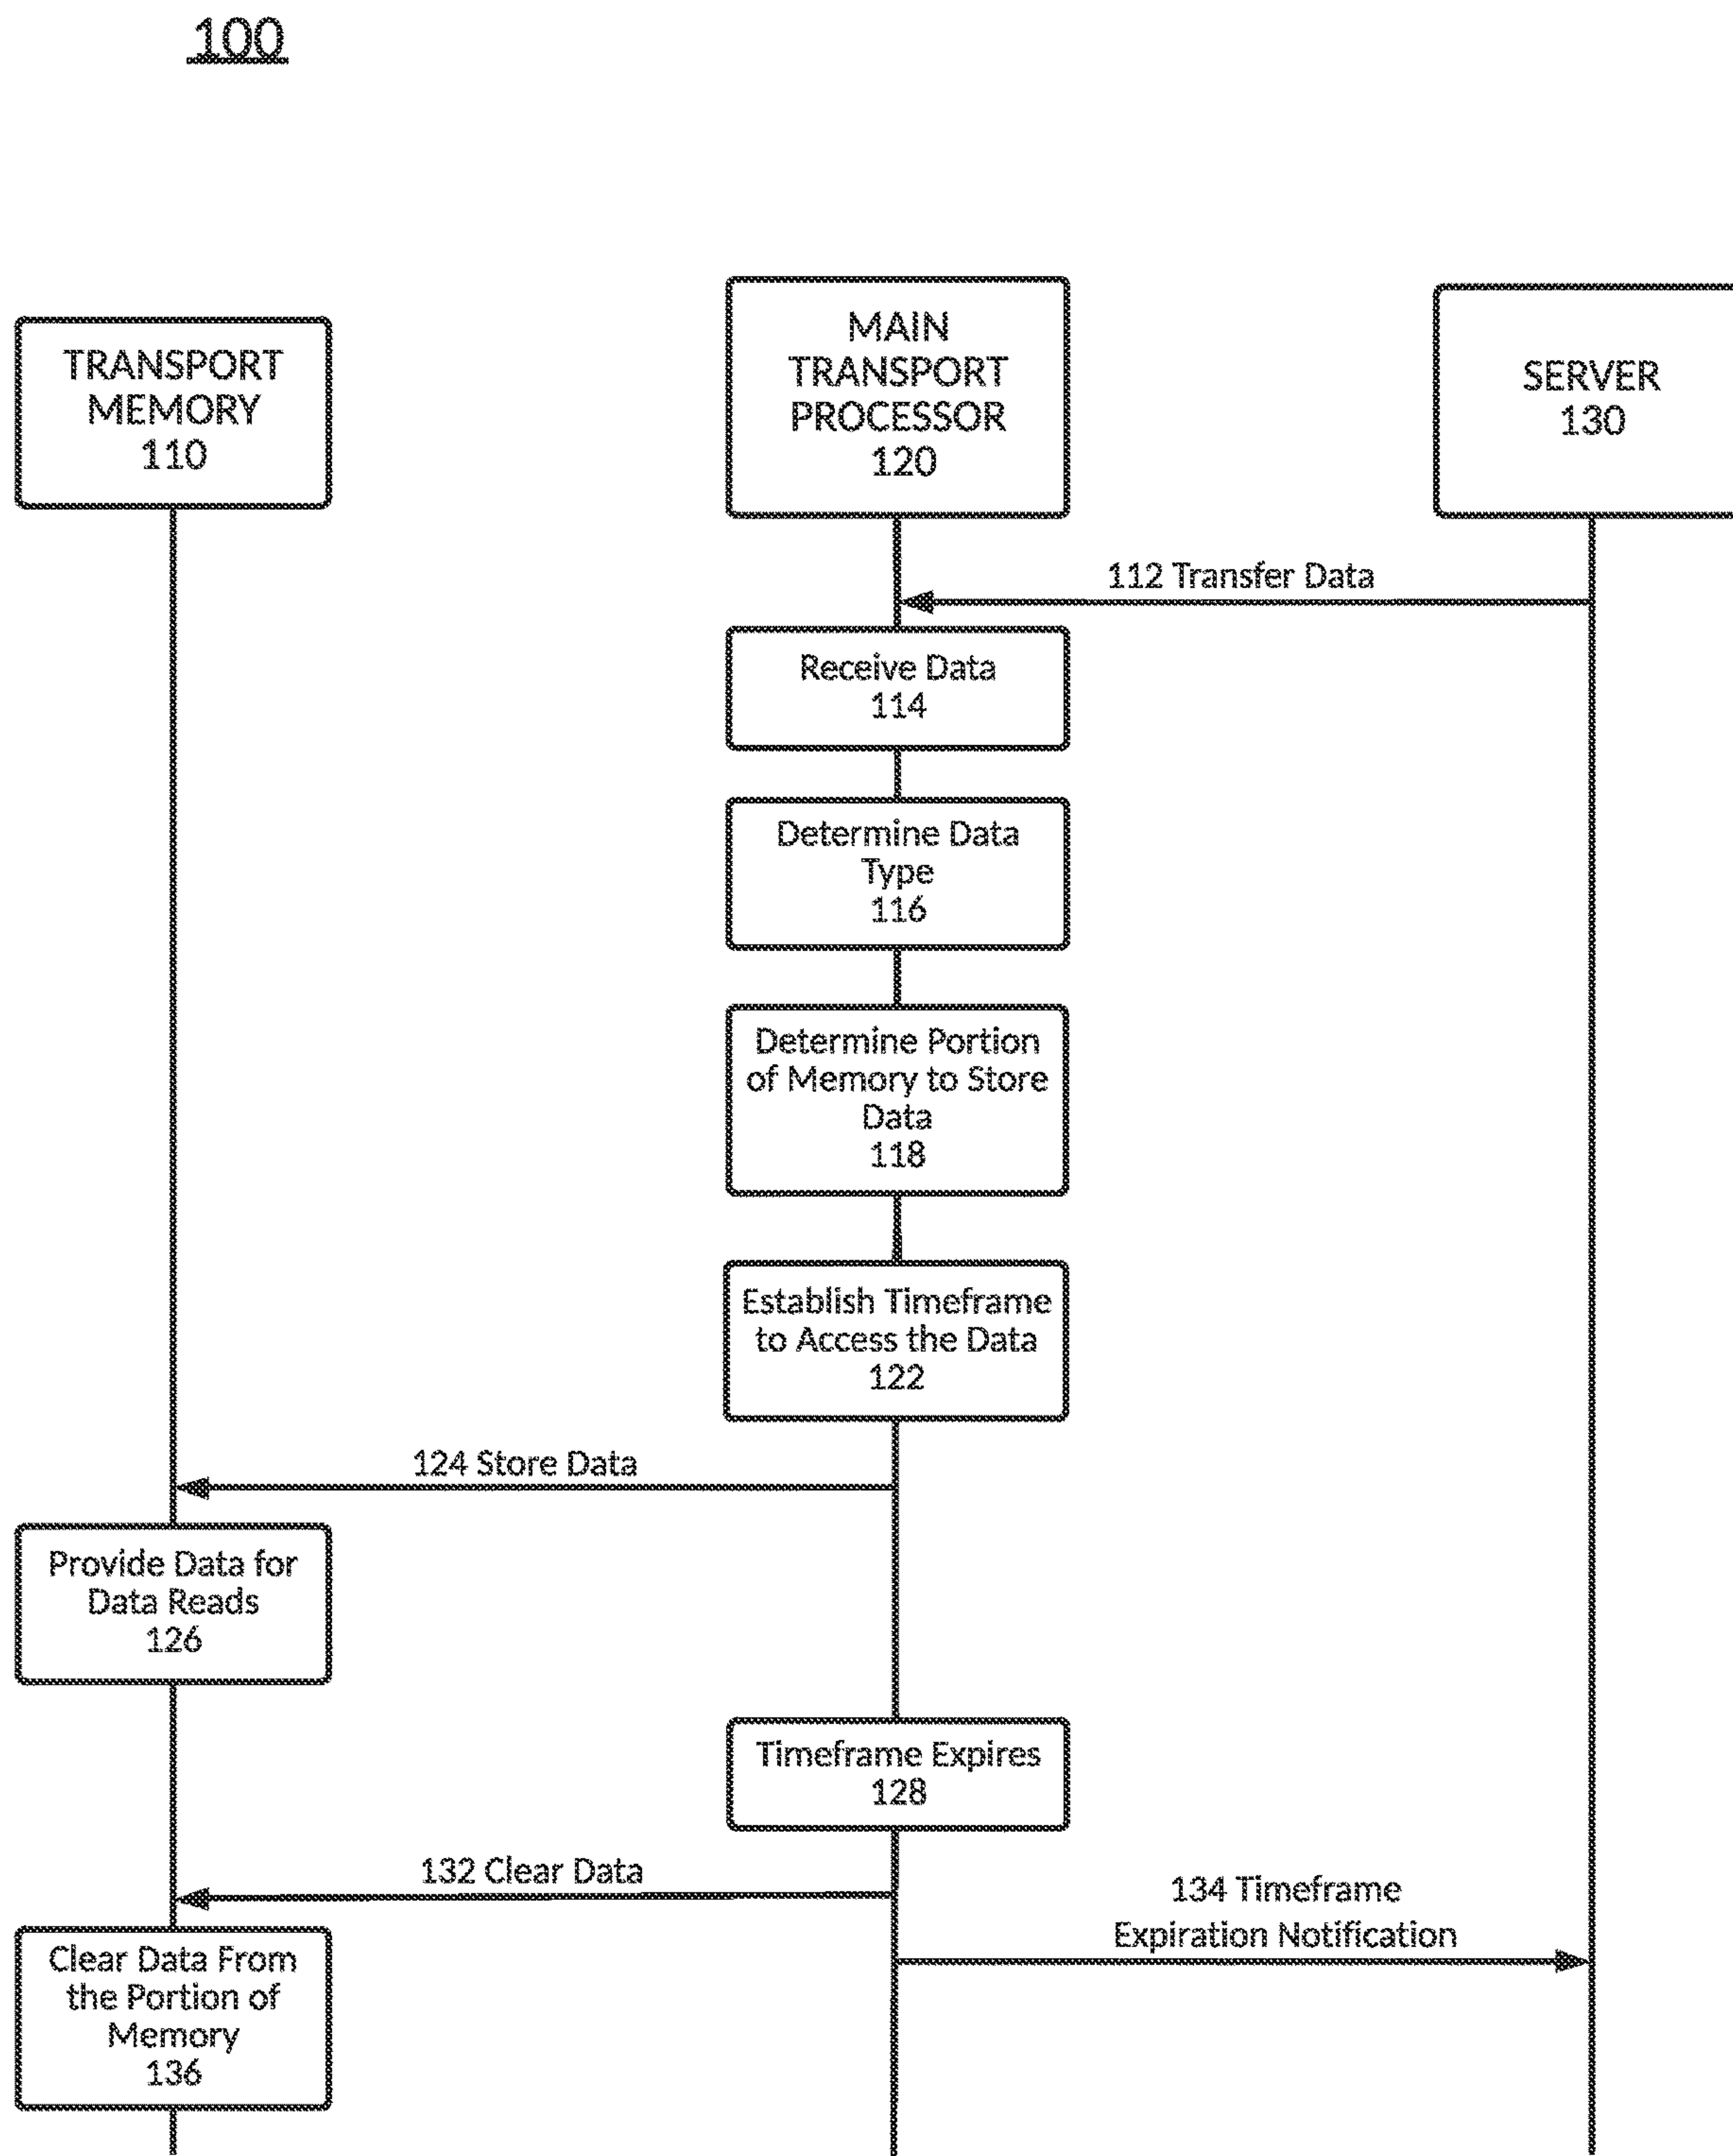 100
TRANSPORT
MEMORY
110
MAIN
TRANSPORT
PROCESSOR
120
SERVER
130
112 Transfer Data
Receive Data
114
Determine Data
Type
116
Determine Portion
of Memory to Store
Data
118
Establish Timeframe
to Access the Data
122
124 Store Data
Provide Data for
Data Reads
126
Timeframe Expires
128
132 Clear Data
134 Timeframe
Expiration Notification
Clear Data From
the Portion of
Memory
136